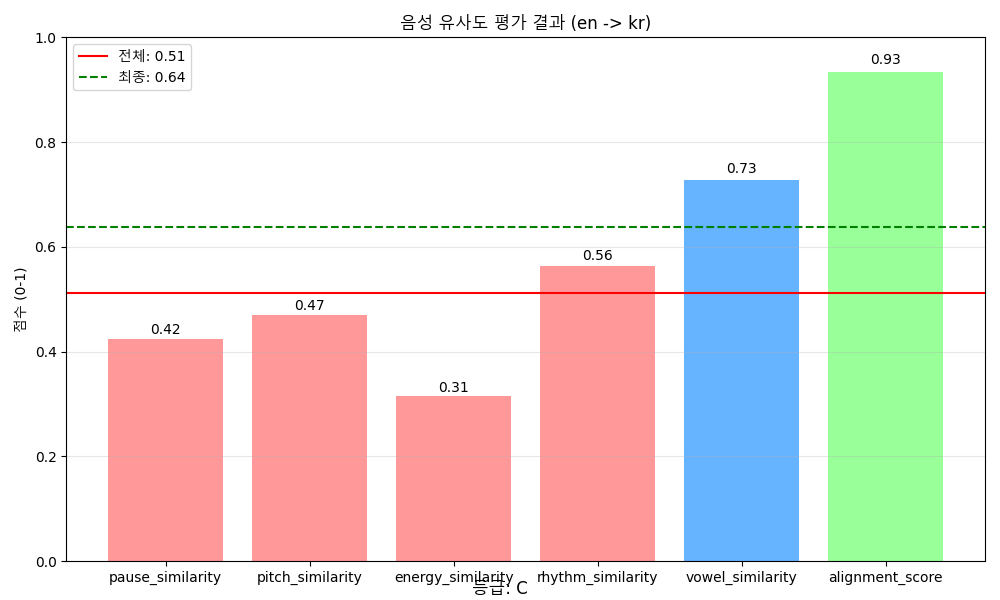 음성 유사도 평가 결과 (en -> kr)
전체: 0.51
최종: 0.64
점수 (0-1)
1.0
0.8
0.6
0.4
0.2
0.0
0.42
0.47
0.31
0.56
0.73
0.93
pause_similarity
pitch_similarity
energy_similarity
rhythm_similarity
vowel_similarity
alignment_score
등급: C